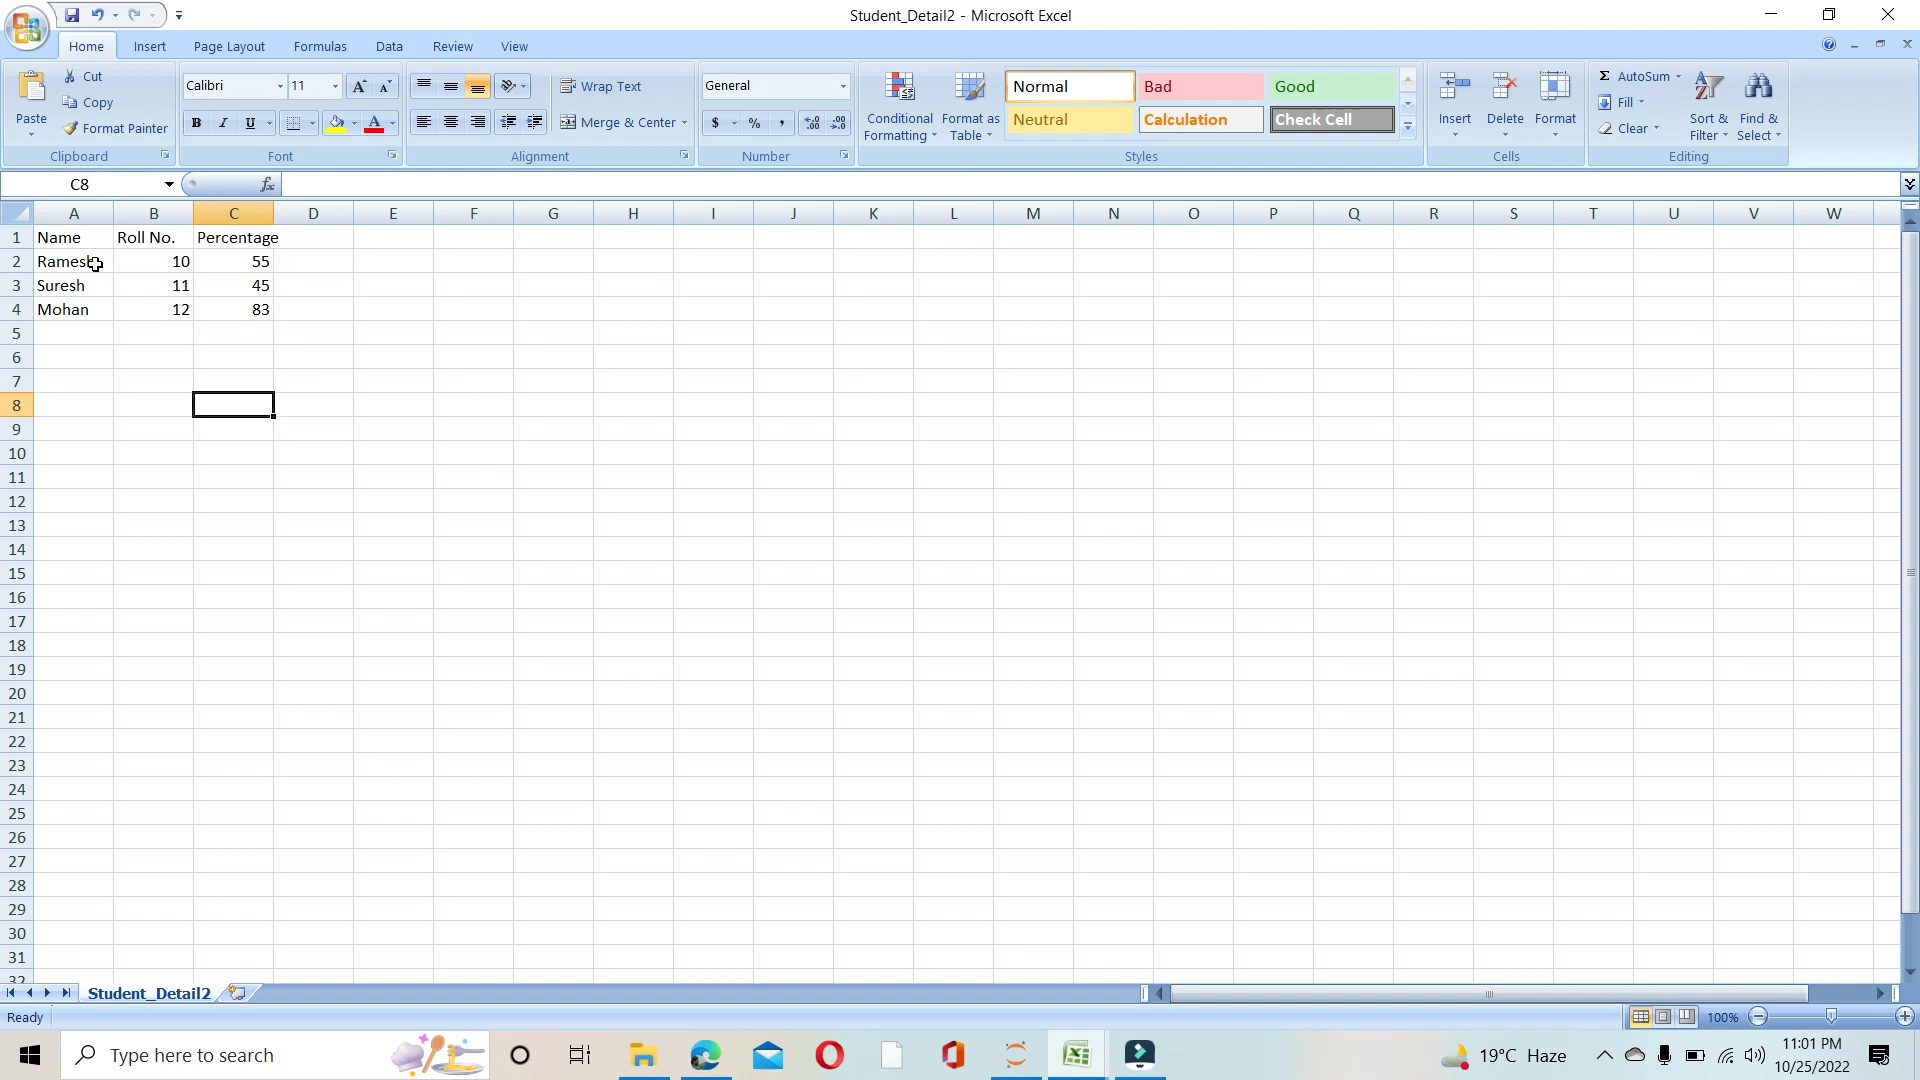 Student_Detail2 - Microsoft Excel
Home Insert Page Layout Formulas Data Review View
Paste
Cut
Copy
Format Painter
Clipboard
Calibri 11
B I U
Font
Wrap Text
Merge & Center
Alignment
General
$ % ,
Number
Conditional Formatting
Format as Table
Normal Bad Good
Neutral Calculation Check Cell
Styles
Insert Delete Format
Cells
Σ AutoSum
Fill
Clear
Sort & Filter
Find & Select
Editing
C8 fx
A B C D E F G H I J K L M N O P Q R S T U V W
1 Name Roll No. Percentage
2 Ramesh 10 55
3 Suresh 11 45
4 Mohan 12 83
5
6
7
8
9
10
11
12
13
14
15
16
17
18
19
20
21
22
23
24
25
26
27
28
29
30
31
32
Student_Detail2
Ready 100%
Type here to search 19°C Haze 11:01 PM
10/25/2022